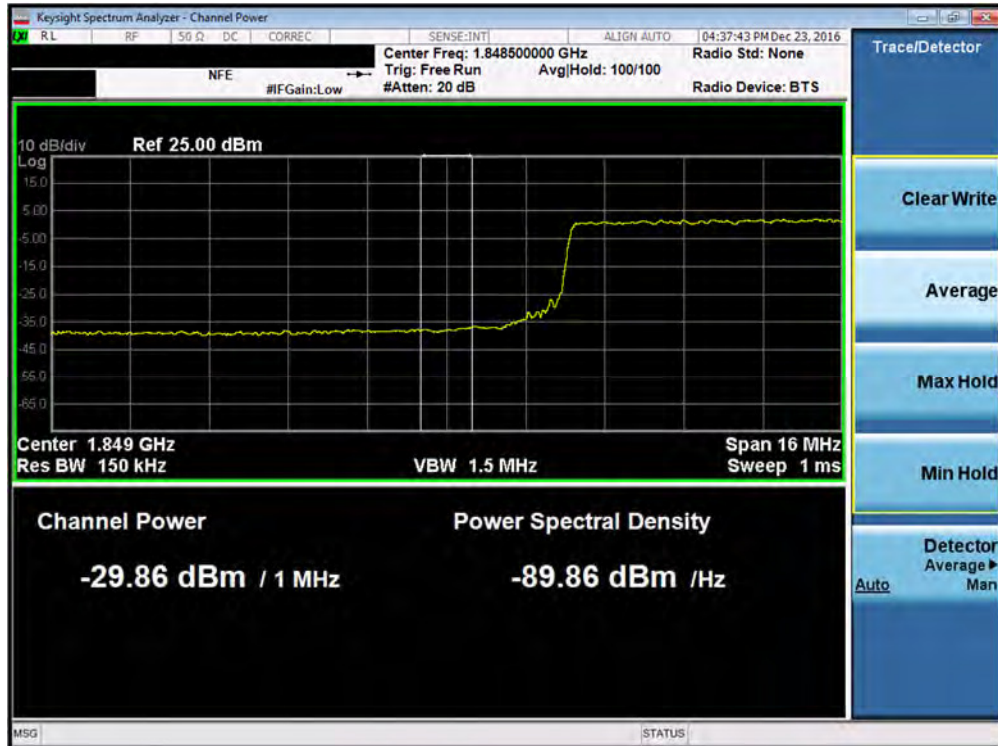 Keysight Spectrum Analyzer - Channel Power
LXI RL RF 50 Ω DC CORREC SENSE:INT ALIGN AUTO 04:37:43 PM Dec 23, 2016
Center Freq: 1.848500000 GHz Radio Std: None
NFE Trig: Free Run Avg|Hold: 100/100
#IFGain:Low #Atten: 20 dB Radio Device: BTS
Trace/Detector
10 dB/div Ref 25.00 dBm
Log
15.0
5.00
-5.00
-15.0
-25.0
-35.0
-45.0
-55.0
-65.0
Center 1.849 GHz Span 16 MHz
Res BW 150 kHz VBW 1.5 MHz Sweep 1 ms
Channel Power Power Spectral Density
-29.86 dBm / 1 MHz -89.86 dBm /Hz
Clear Write
Average
Max Hold
Min Hold
Detector
Average▶
Auto Man
MSG STATUS